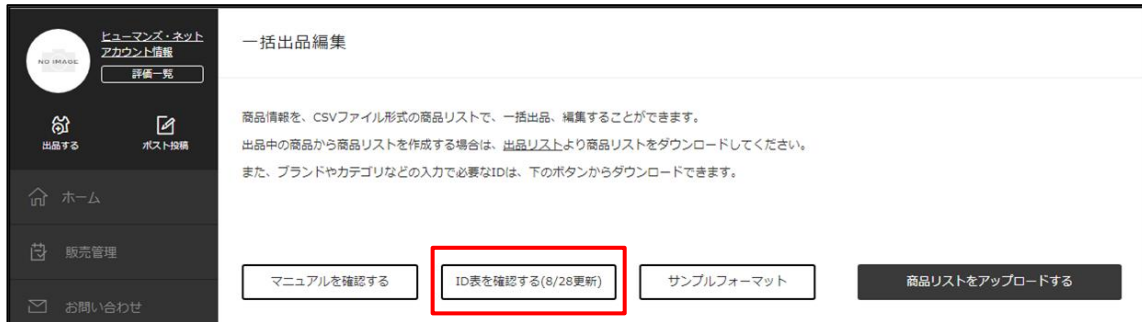 ヒューマンズ・ネット
アカウント情報
評価一覧
NO IMAGE
出品する
ポスト投稿
ホーム
販売管理
お問い合わせ
一括出品編集
商品情報を、CSVファイル形式の商品リストで、一括出品、編集することができます。
出品中の商品から商品リストを作成する場合は、出品リストより商品リストをダウンロードしてください。
また、ブランドやカテゴリなどの入力で必要なIDは、下のボタンからダウンロードできます。
マニュアルを確認する
ID表を確認する(8/28更新)
サンプルフォーマット
商品リストをアップロードする